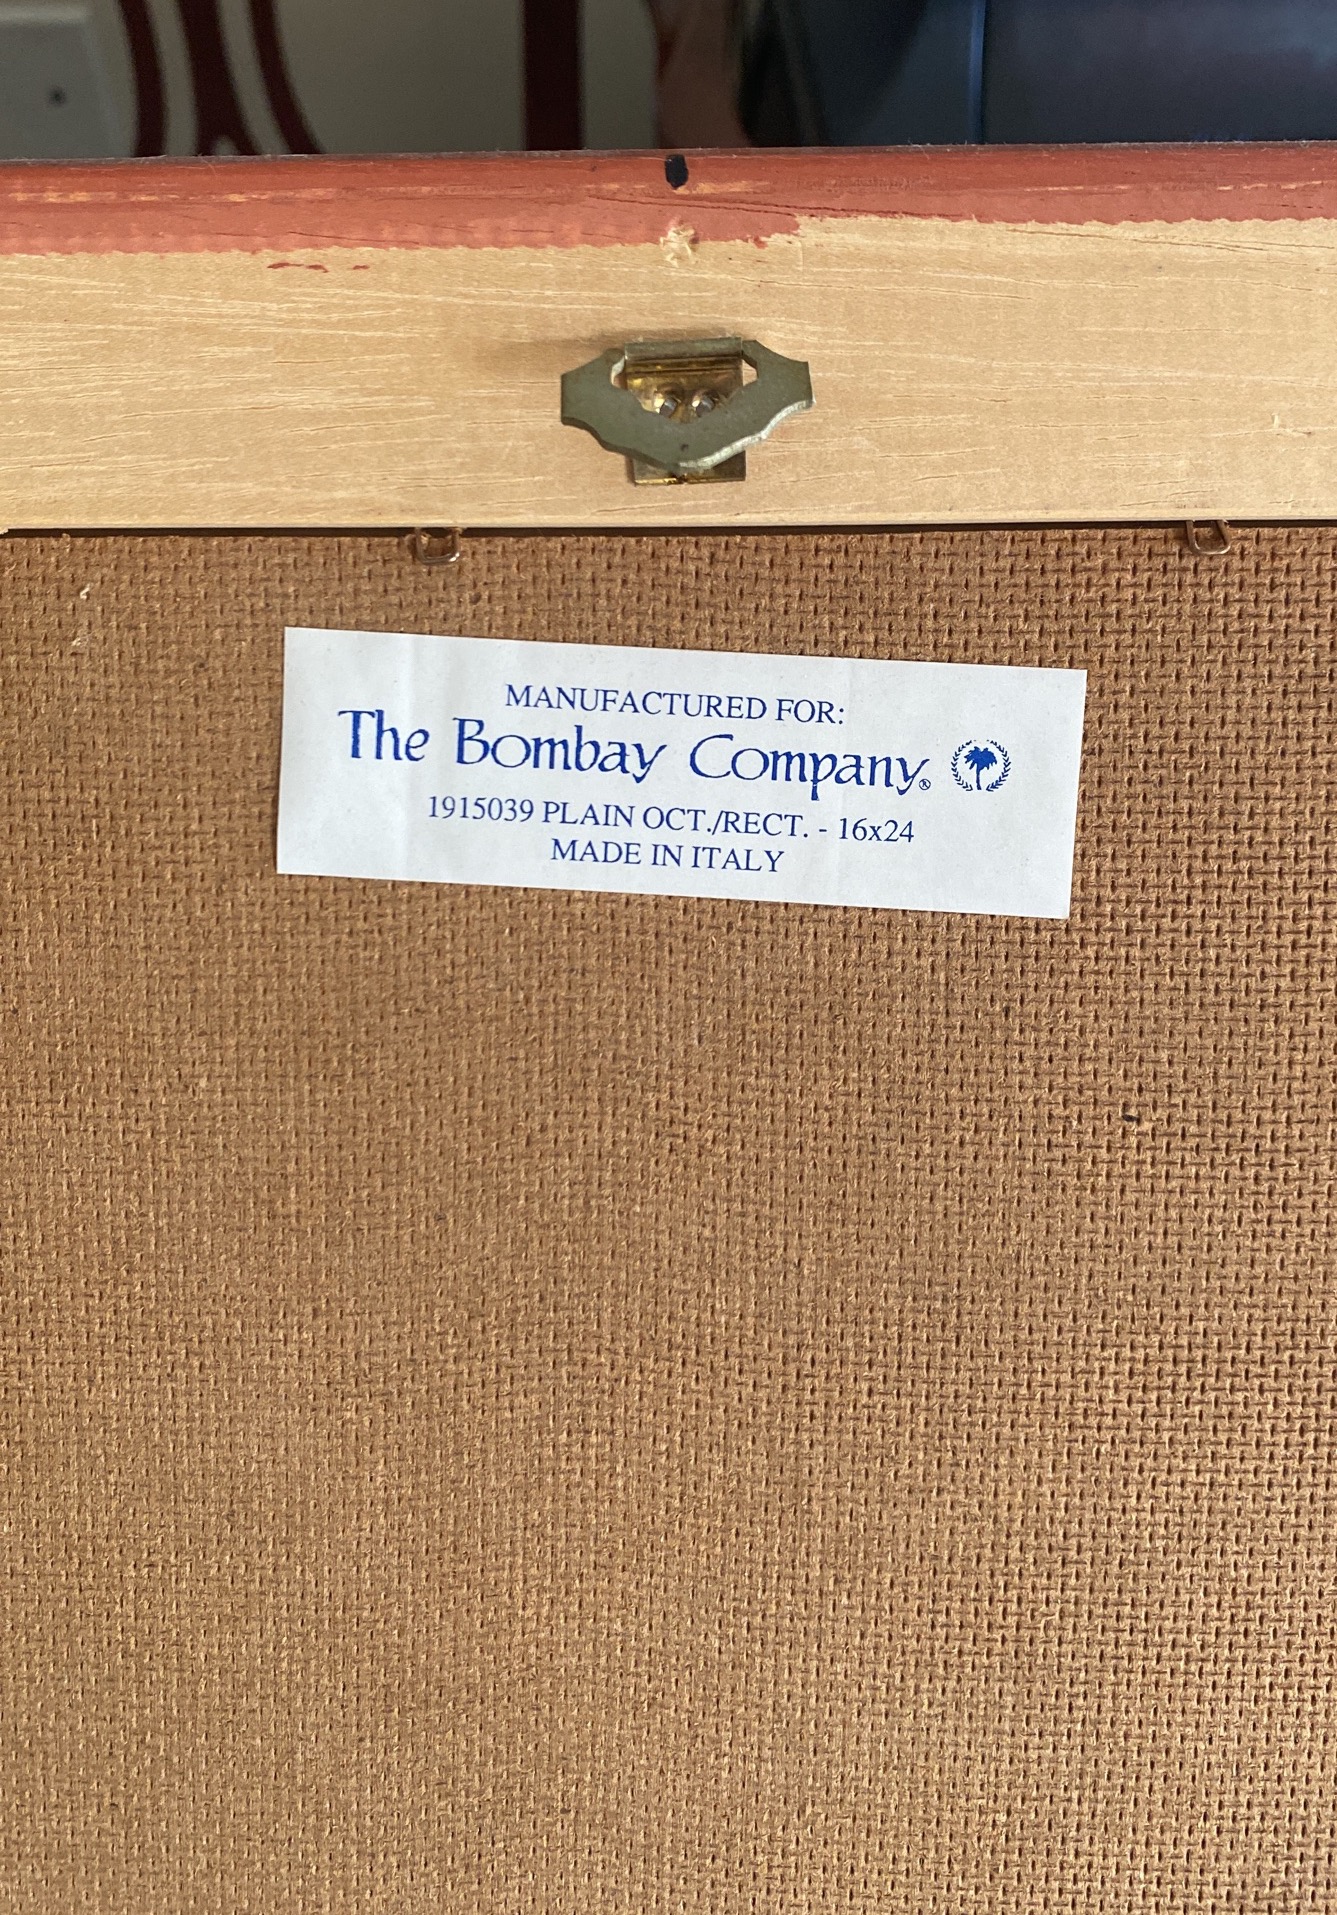 MANUFACTURED FOR:
The Bombay Company®
1915039 PLAIN OCT./RECT. - 16x24
MADE IN ITALY